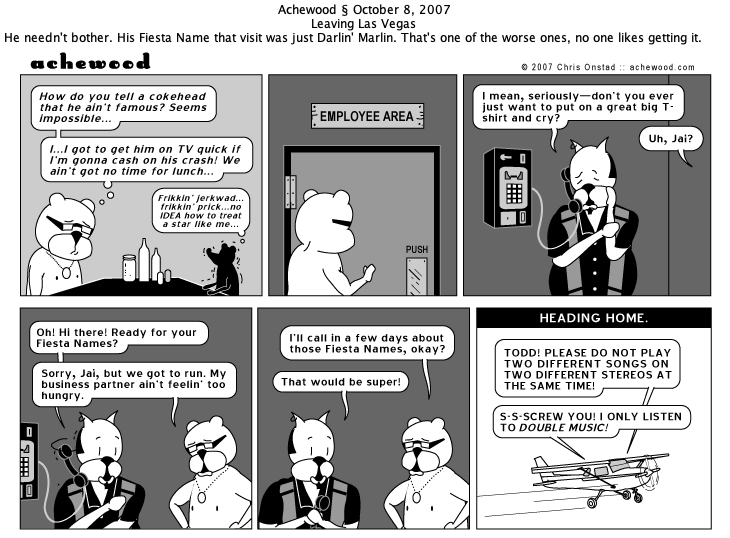 Achewood § October 8, 2007
Leaving Las Vegas
He needn't bother. His Fiesta Name that visit was just Darlin' Marlin. That's one of the worse ones, no one likes getting it.
achewood
© 2007 Chris Onstad :: achewood.com
How do you tell a cokehead
that he ain't famous? Seems
impossible...
I...I got to get him on TV quick if
I'm gonna cash on his crash! We
ain't got no time for lunch...
Frikkin' jerkwad...
frikkin' prick...no
IDEA how to treat
a star like me...
EMPLOYEE AREA
PUSH
I mean, seriously—don't you ever
just want to put on a great big T-
shirt and cry?
Uh, Jai?
Oh! Hi there! Ready for your
Fiesta Names?
Sorry, Jai, but we got to run. My
business partner ain't feelin' too
hungry.
I'll call in a few days about
those Fiesta Names, okay?
That would be super!
HEADING HOME.
TODD! PLEASE DO NOT PLAY
TWO DIFFERENT SONGS ON
TWO DIFFERENT STEREOS AT
THE SAME TIME!
S-S-SCREW YOU! I ONLY LISTEN
TO DOUBLE MUSIC!